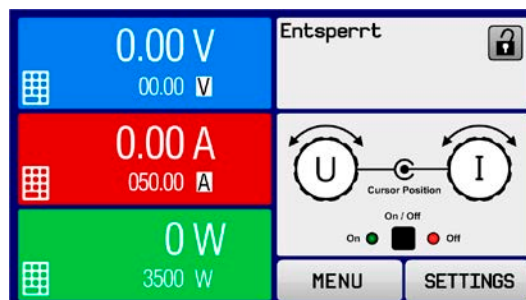 0.00 V
00.00 V
0.00 A
050.00 A
0 W
3500 W
Entsperrt
U
I
Cursor Position
On / Off
On
Off
MENU
SETTINGS